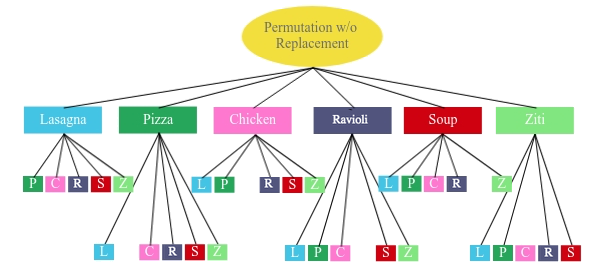 Permutation w/o
Replacement
Lasagna Pizza Chicken Ravioli Soup Ziti
P C R S Z L P R S Z L P C R Z
L C R S Z L P C S Z L P C R S